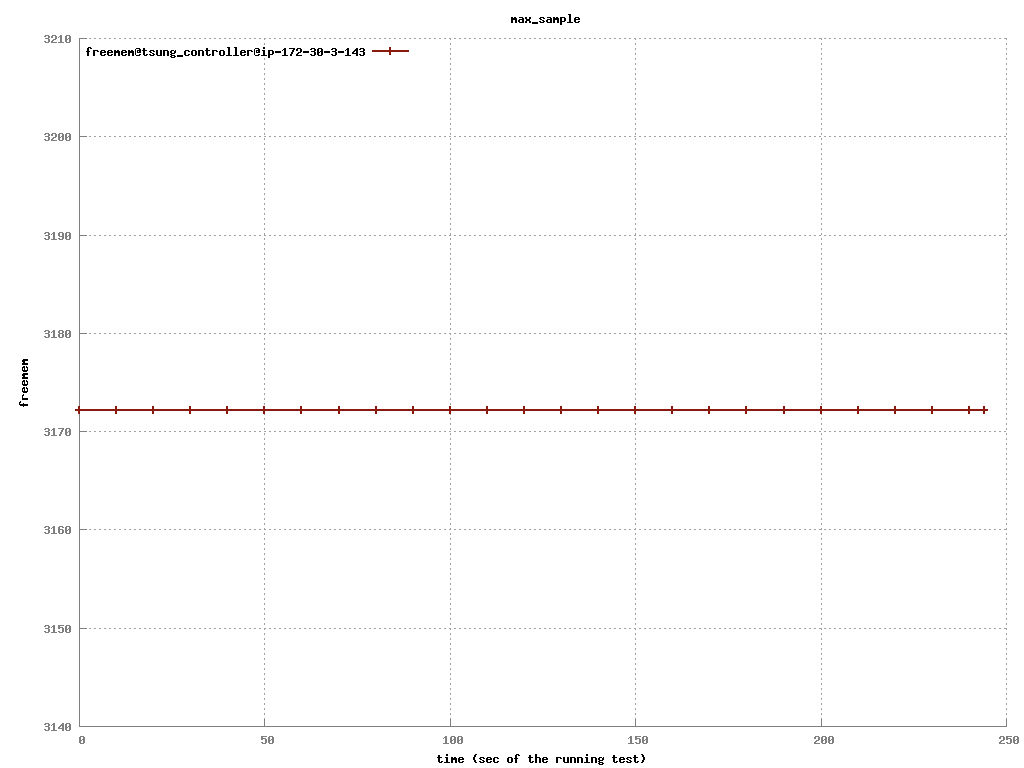 max_sample
freemem@tsung_controller@ip-172-30-3-143
3210
3200
3190
3180
3170
3160
3150
3140
freemem
0 50 100 150 200 250
time (sec of the running test)